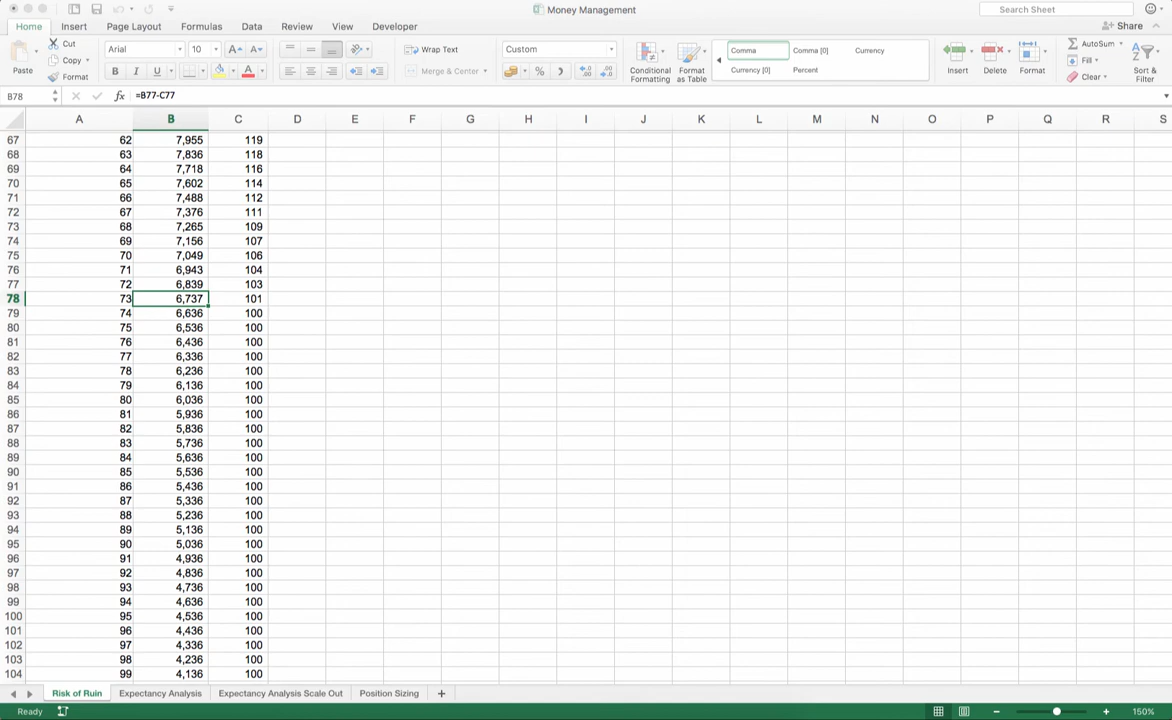 Money Management
Search Sheet
Home Insert Page Layout Formulas Data Review View Developer
Share
Cut
Copy
Format
Paste
Arial 10 A A
B I U A
Wrap Text
Merge & Center
Custom
%
Conditional Formatting
Format as Table
Comma Comma [0] Currency
Currency [0] Percent
Insert Delete Format
AutoSum
Fill
Clear
Sort & Filter
B78 fx =B77-C77
A B C D E F G H I J K L M N O P Q R S
67 62 7,955 119
68 63 7,836 118
69 64 7,718 116
70 65 7,602 114
71 66 7,488 112
72 67 7,376 111
73 68 7,265 109
74 69 7,156 107
75 70 7,049 106
76 71 6,943 104
77 72 6,839 103
78 73 6,737 101
79 74 6,636 100
80 75 6,536 100
81 76 6,436 100
82 77 6,336 100
83 78 6,236 100
84 79 6,136 100
85 80 6,036 100
86 81 5,936 100
87 82 5,836 100
88 83 5,736 100
89 84 5,636 100
90 85 5,536 100
91 86 5,436 100
92 87 5,336 100
93 88 5,236 100
94 89 5,136 100
95 90 5,036 100
96 91 4,936 100
97 92 4,836 100
98 93 4,736 100
99 94 4,636 100
100 95 4,536 100
101 96 4,436 100
102 97 4,336 100
103 98 4,236 100
104 99 4,136 100
Risk of Ruin Expectancy Analysis Expectancy Analysis Scale Out Position Sizing +
Ready
150%